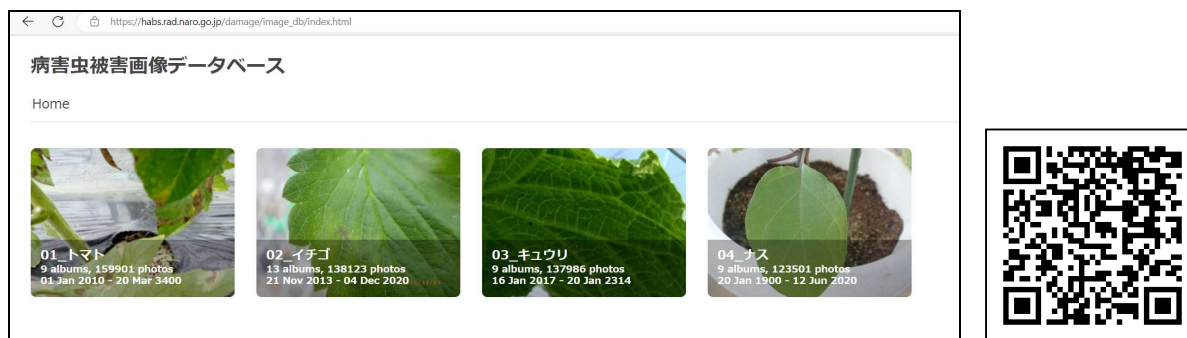 https://habs.rad.naro.go.jp/damage/image_db/index.html
病害虫被害画像データベース
Home
01_トマト
9 albums, 159901 photos
01 Jan 2010 - 20 Mar 3400
02_イチゴ
13 albums, 138123 photos
21 Nov 2013 - 04 Dec 2020
03_キュウリ
9 albums, 137986 photos
16 Jan 2017 - 20 Jan 2314
04_ナス
9 albums, 123501 photos
20 Jan 1900 - 12 Jun 2020